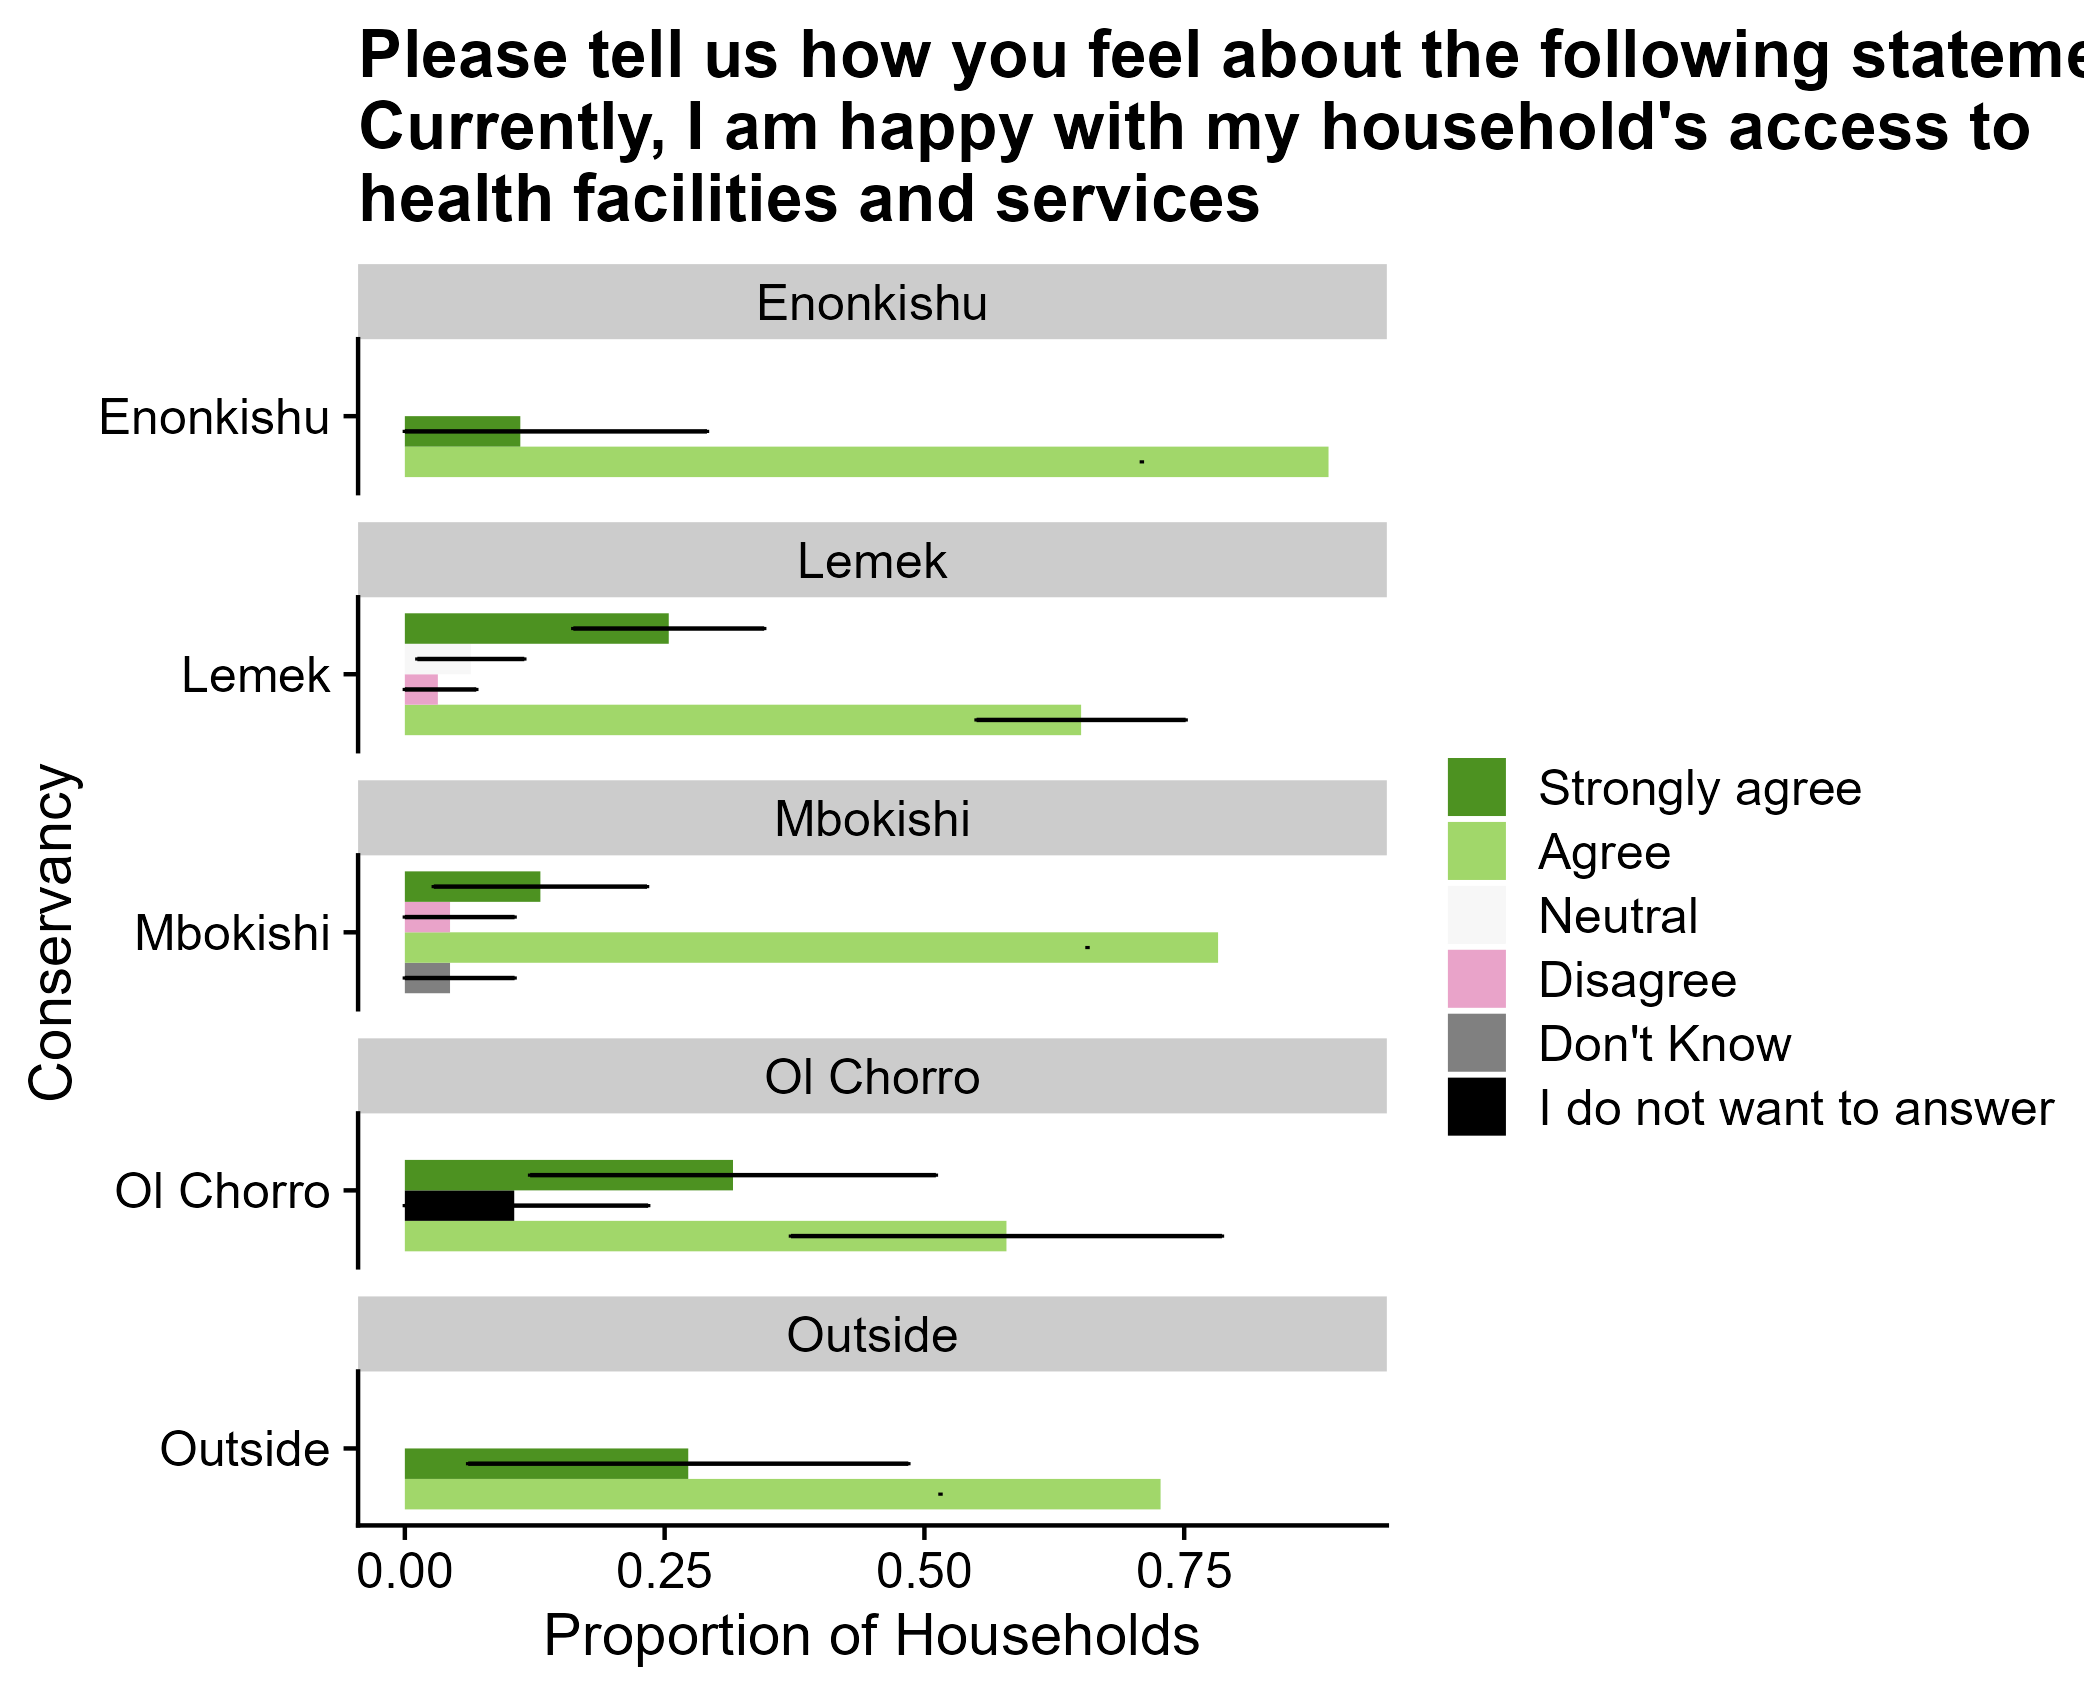 Please tell us how you feel about the following stateme
Currently, I am happy with my household's access to
health facilities and services
Enonkishu
Enonkishu
Lemek
Lemek
Mbokishi
Mbokishi
Ol Chorro
Ol Chorro
Outside
Outside
Conservancy
0.00 0.25 0.50 0.75
Proportion of Households
Strongly agree
Agree
Neutral
Disagree
Don't Know
I do not want to answer